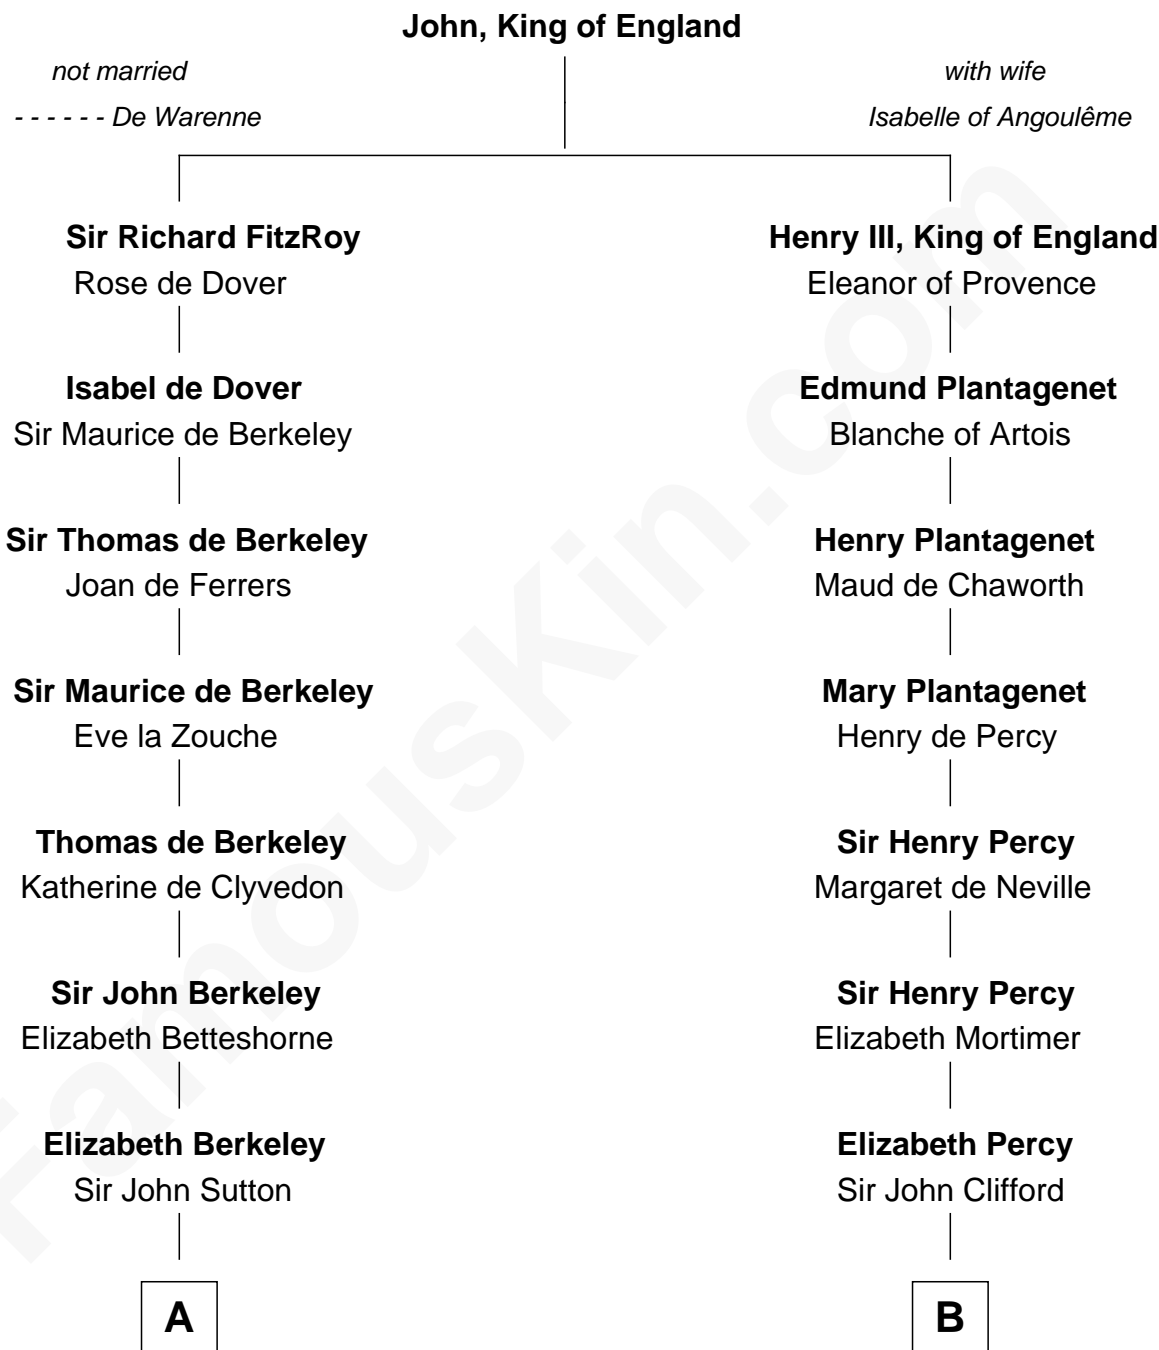 John, King of England
not married
with wife
- - - - - - De Warenne
Isabelle of Angoulême
Sir Richard FitzRoy
Rose de Dover
Henry III, King of England
Eleanor of Provence
Isabel de Dover
Sir Maurice de Berkeley
Edmund Plantagenet
Blanche of Artois
Sir Thomas de Berkeley
Joan de Ferrers
Henry Plantagenet
Maud de Chaworth
Sir Maurice de Berkeley
Eve la Zouche
Mary Plantagenet
Henry de Percy
Thomas de Berkeley
Katherine de Clyvedon
Sir Henry Percy
Margaret de Neville
Sir John Berkeley
Elizabeth Betteshorne
Sir Henry Percy
Elizabeth Mortimer
Elizabeth Berkeley
Sir John Sutton
Elizabeth Percy
Sir John Clifford
A
B
FamousKin.com